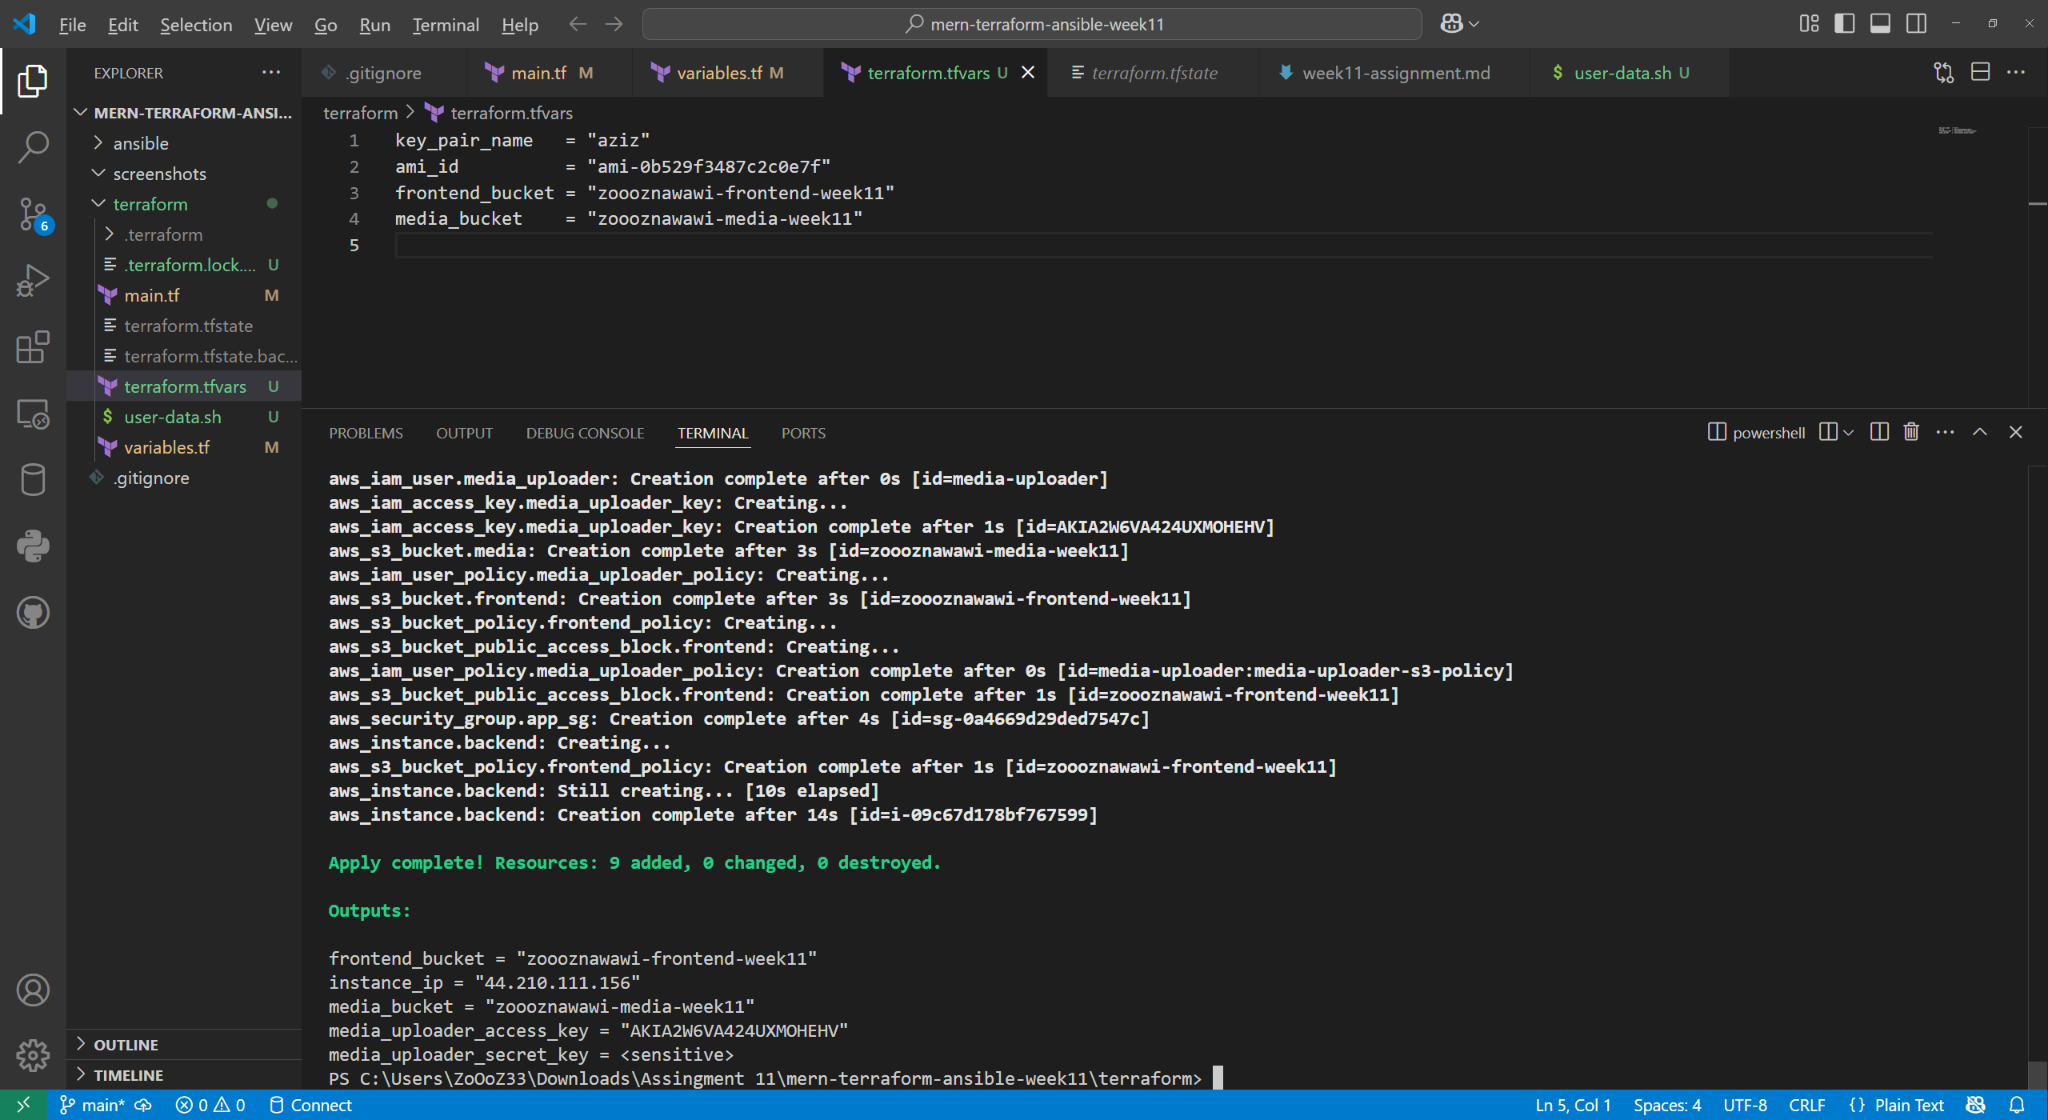 File Edit Selection View Go Run Terminal Help
mern-terraform-ansible-week11
EXPLORER
MERN-TERRAFORM-ANSI...
ansible
screenshots
terraform
.terraform
.terraform.lock.... U
main.tf M
terraform.tfstate
terraform.tfstate.bac...
terraform.tfvars U
user-data.sh U
variables.tf M
.gitignore
OUTLINE
TIMELINE
6
.gitignore
main.tf M
variables.tf M
terraform.tfvars U
terraform.tfstate
week11-assignment.md
user-data.sh U
terraform > terraform.tfvars
1 key_pair_name = "aziz"
2 ami_id = "ami-0b529f3487c2c0e7f"
3 frontend_bucket = "zoooznawawi-frontend-week11"
4 media_bucket = "zoooznawawi-media-week11"
5
PROBLEMS OUTPUT DEBUG CONSOLE TERMINAL PORTS
powershell
aws_iam_user.media_uploader: Creation complete after 0s [id=media-uploader]
aws_iam_access_key.media_uploader_key: Creating...
aws_iam_access_key.media_uploader_key: Creation complete after 1s [id=AKIA2W6VA424UXMOHEHV]
aws_s3_bucket.media: Creation complete after 3s [id=zoooznawawi-media-week11]
aws_iam_user_policy.media_uploader_policy: Creating...
aws_s3_bucket.frontend: Creation complete after 3s [id=zoooznawawi-frontend-week11]
aws_s3_bucket_policy.frontend_policy: Creating...
aws_s3_bucket_public_access_block.frontend: Creating...
aws_iam_user_policy.media_uploader_policy: Creation complete after 0s [id=media-uploader:media-uploader-s3-policy]
aws_s3_bucket_public_access_block.frontend: Creation complete after 1s [id=zoooznawawi-frontend-week11]
aws_security_group.app_sg: Creation complete after 4s [id=sg-0a4669d29ded7547c]
aws_instance.backend: Creating...
aws_s3_bucket_policy.frontend_policy: Creation complete after 1s [id=zoooznawawi-frontend-week11]
aws_instance.backend: Still creating... [10s elapsed]
aws_instance.backend: Creation complete after 14s [id=i-09c67d178bf767599]
Apply complete! Resources: 9 added, 0 changed, 0 destroyed.
Outputs:
frontend_bucket = "zoooznawawi-frontend-week11"
instance_ip = "44.210.111.156"
media_bucket = "zoooznawawi-media-week11"
media_uploader_access_key = "AKIA2W6VA424UXMOHEHV"
media_uploader_secret_key = <sensitive>
PS C:\Users\ZoOoZ33\Downloads\Assingment 11\mern-terraform-ansible-week11\terraform>
main* 0 0 Connect
Ln 5, Col 1 Spaces: 4 UTF-8 CRLF {} Plain Text